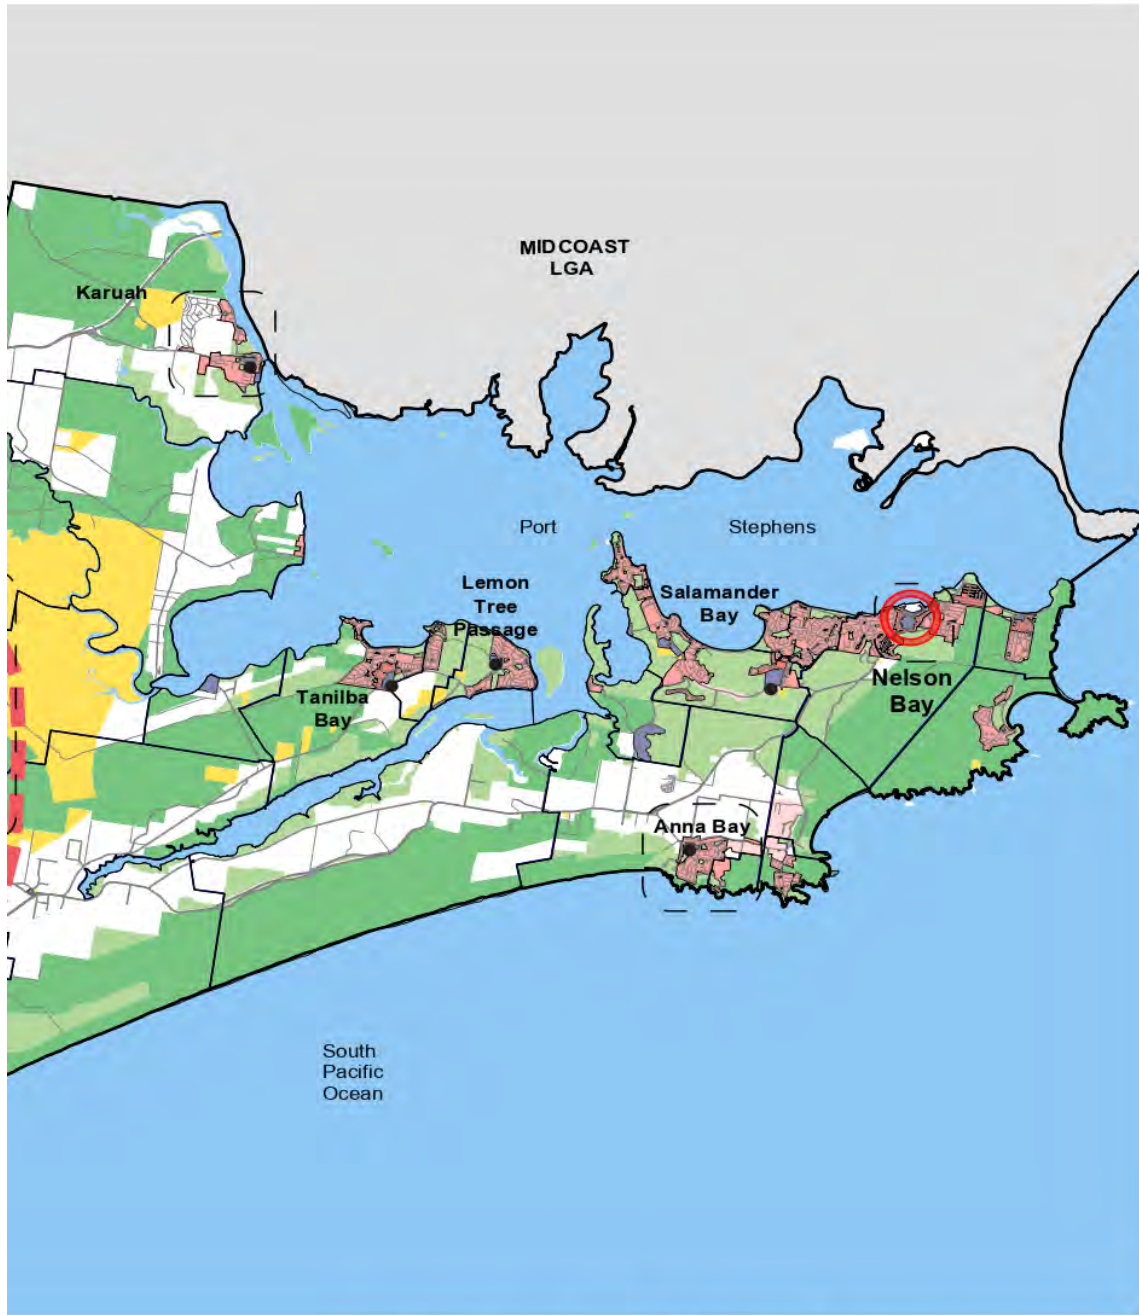 MIDCOAST
LGA
Karuah
Port
Stephens
Lemon
Tree
Passage
Salamander
Bay
Tanilba
Bay
Nelson
Bay
Anna Bay
South
Pacific
Ocean